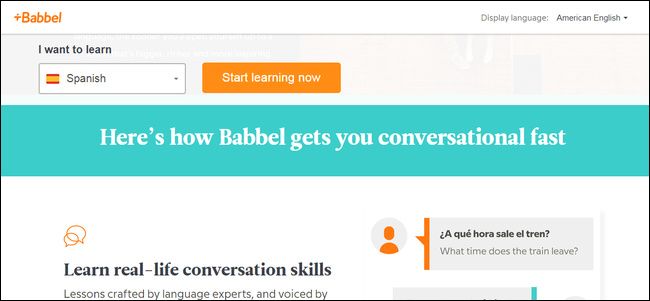 +Babbel
Display language: American English
I want to learn
Spanish
Start learning now
Here's how Babbel gets you conversational fast
¿A qué hora sale el tren?
What time does the train leave?
Learn real-life conversation skills
Lessons crafted by language experts, and voiced by